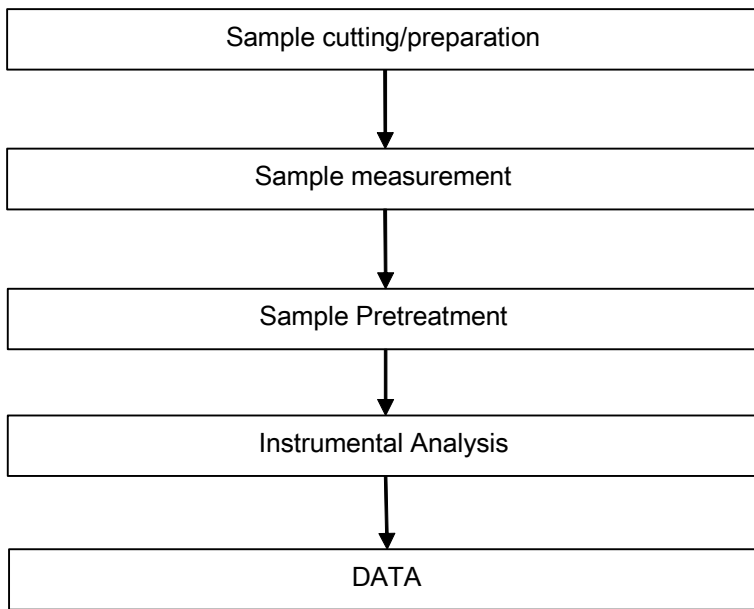 Sample cutting/preparation
Sample measurement
Sample Pretreatment
Instrumental Analysis
DATA